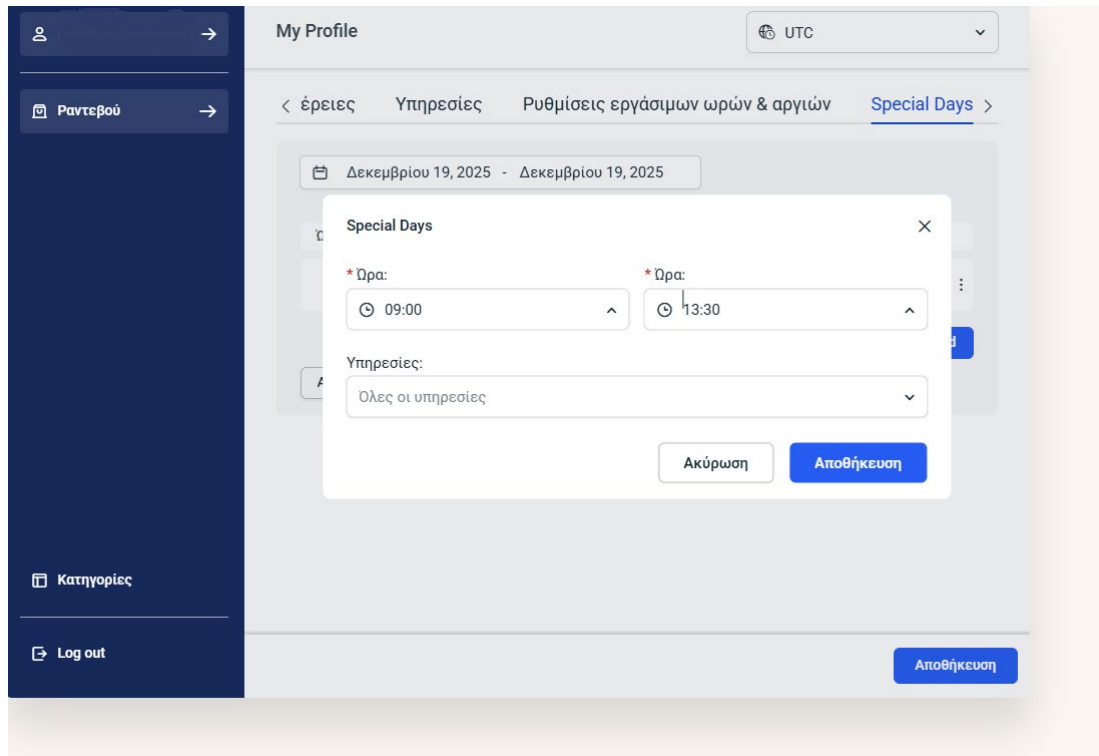 My Profile
UTC
Ραντεβού
έρειες Υπηρεσίες Ρυθμίσεις εργάσιμων ωρών & αργιών Special Days
Δεκεμβρίου 19, 2025 - Δεκεμβρίου 19, 2025
Special Days
* Ώρα: * Ώρα:
09:00 13:30
Υπηρεσίες:
Όλες οι υπηρεσίες
Ακύρωση Αποθήκευση
Κατηγορίες
Log out
Αποθήκευση